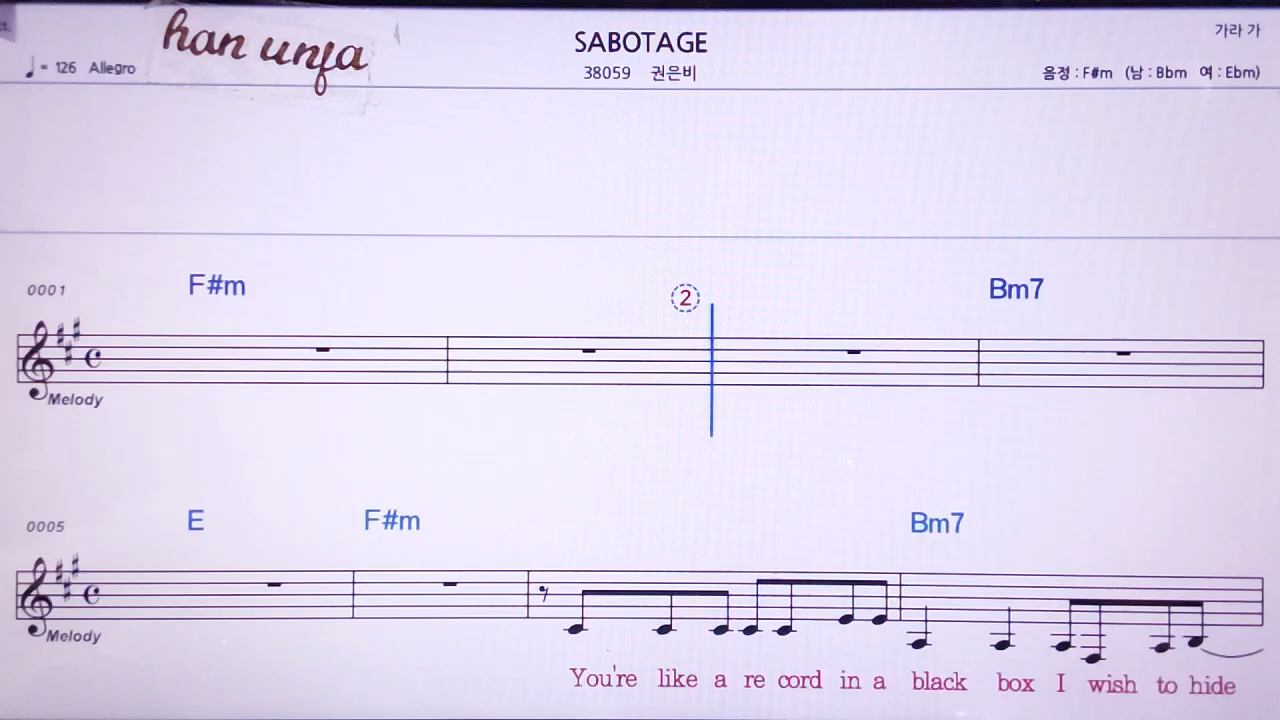 han unfa
SABOTAGE
가라 가
♩= 126 Allegro
38059 권은비
음정 : F#m (남 : Bbm 여 : Ebm)
0001 F#m ② Bm7
Melody
0005 E F#m Bm7
Melody
You're like a re cord in a black box I wish to hide